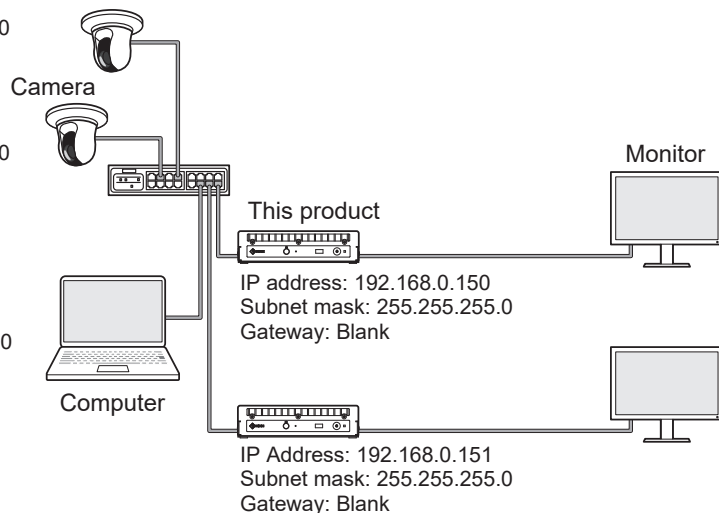 0
Camera
0
Monitor
This product
IP address: 192.168.0.150
Subnet mask: 255.255.255.0
Gateway: Blank
0
Computer
IP Address: 192.168.0.151
Subnet mask: 255.255.255.0
Gateway: Blank